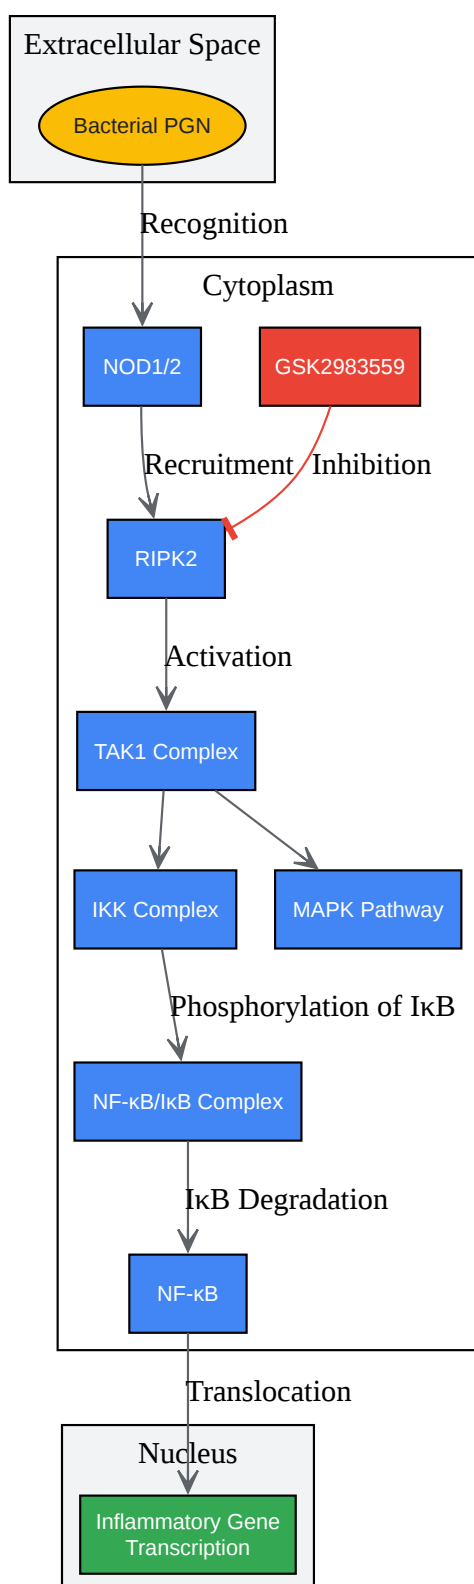 Extracellular Space
Bacterial PGN
Recognition
Cytoplasm
NOD1/2
GSK2983559
Recruitment
Inhibition
RIPK2
Activation
TAK1 Complex
IKK Complex
MAPK Pathway
Phosphorylation of IκB
NF-κB/IκB Complex
IκB Degradation
NF-κB
Translocation
Nucleus
Inflammatory Gene
Transcription